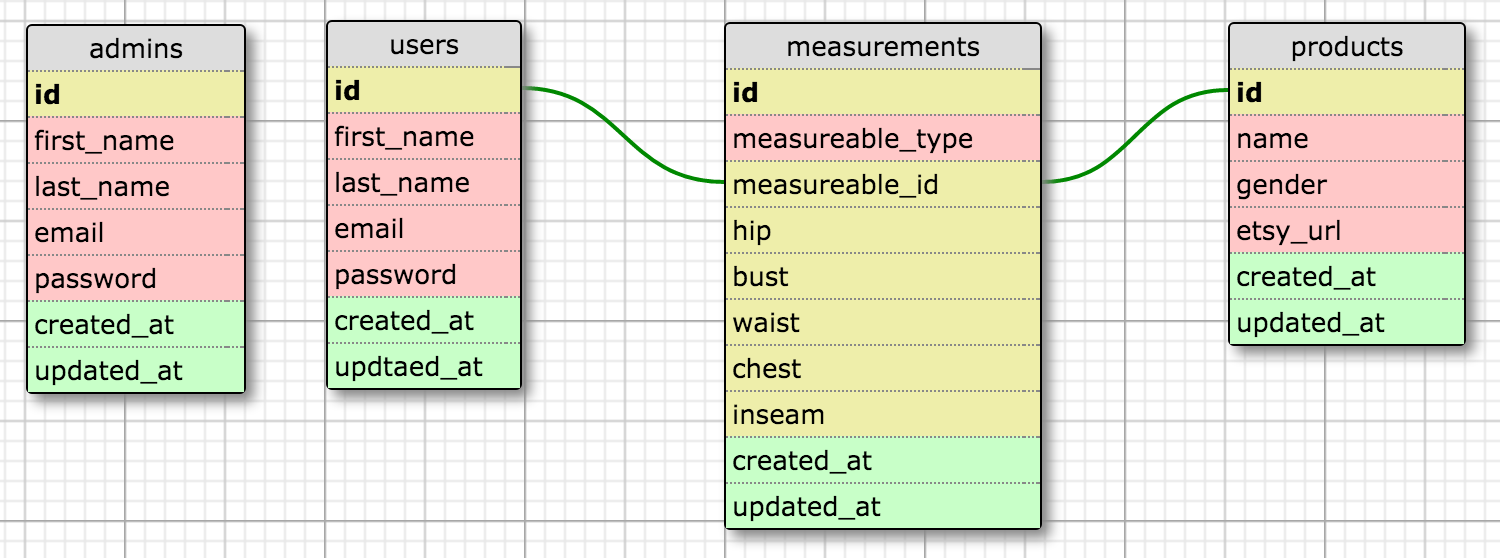 admins
id
first_name
last_name
email
password
created_at
updated_at
users
id
first_name
last_name
email
password
created_at
updtaed_at
measurements
id
measureable_type
measureable_id
hip
bust
waist
chest
inseam
created_at
updated_at
products
id
name
gender
etsy_url
created_at
updated_at